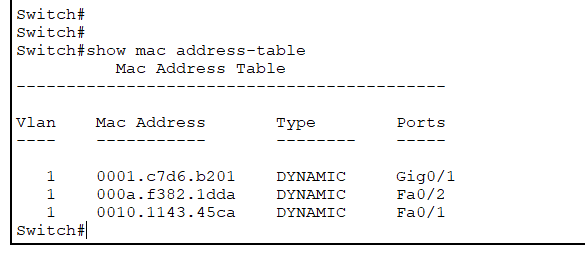 Switch#
Switch#
Switch#show mac address-table
          Mac Address Table
-------------------------------------------

Vlan    Mac Address       Type        Ports
----    -----------       --------    -----

   1    0001.c7d6.b201    DYNAMIC     Gig0/1
   1    000a.f382.1dda    DYNAMIC     Fa0/2
   1    0010.1143.45ca    DYNAMIC     Fa0/1
Switch#